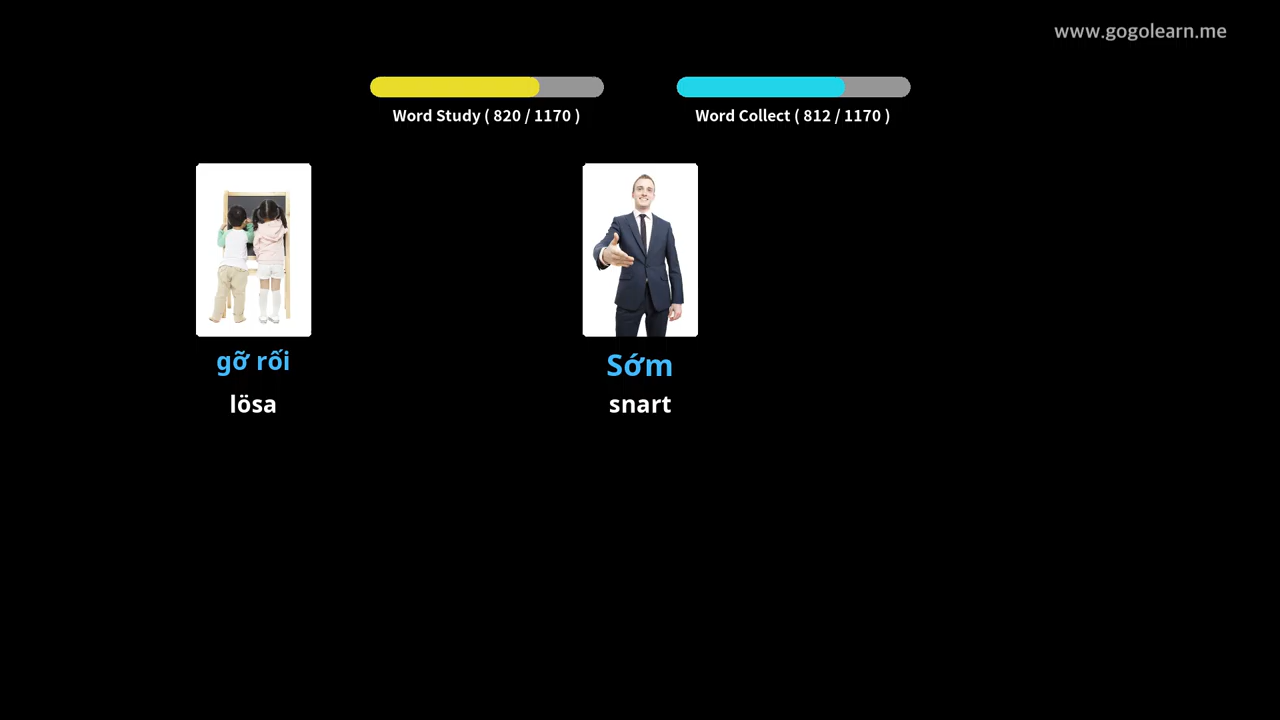 www.gogolearn.me
Word Study ( 820 / 1170 )
Word Collect ( 812 / 1170 )
gỡ rối
lösa
Sớm
snart